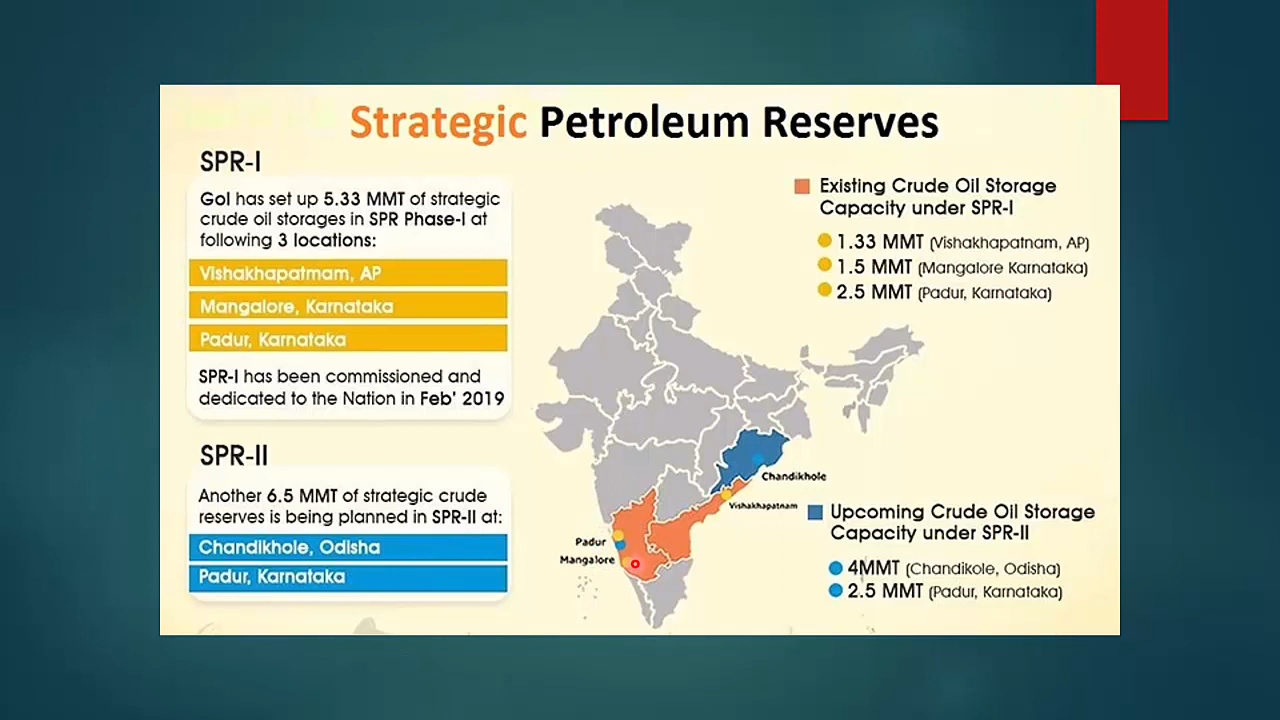 Strategic Petroleum Reserves
SPR-I
GoI has set up 5.33 MMT of strategic
crude oil storages in SPR Phase-I at
following 3 locations:
Vishakhapatmam, AP
Mangalore, Karnataka
Padur, Karnataka
SPR-I has been commissioned and
dedicated to the Nation in Feb' 2019
SPR-II
Another 6.5 MMT of strategic crude
reserves is being planned in SPR-II at:
Chandikhole, Odisha
Padur, Karnataka
Existing Crude Oil Storage
Capacity under SPR-I
1.33 MMT (Vishakhapatnam, AP)
1.5 MMT (Mangalore Karnataka)
2.5 MMT (Padur, Karnataka)
Chandikhole
Vishakhapatnam
Padur
Mangalore
Upcoming Crude Oil Storage
Capacity under SPR-II
4MMT (Chandikole, Odisha)
2.5 MMT (Padur, Karnataka)